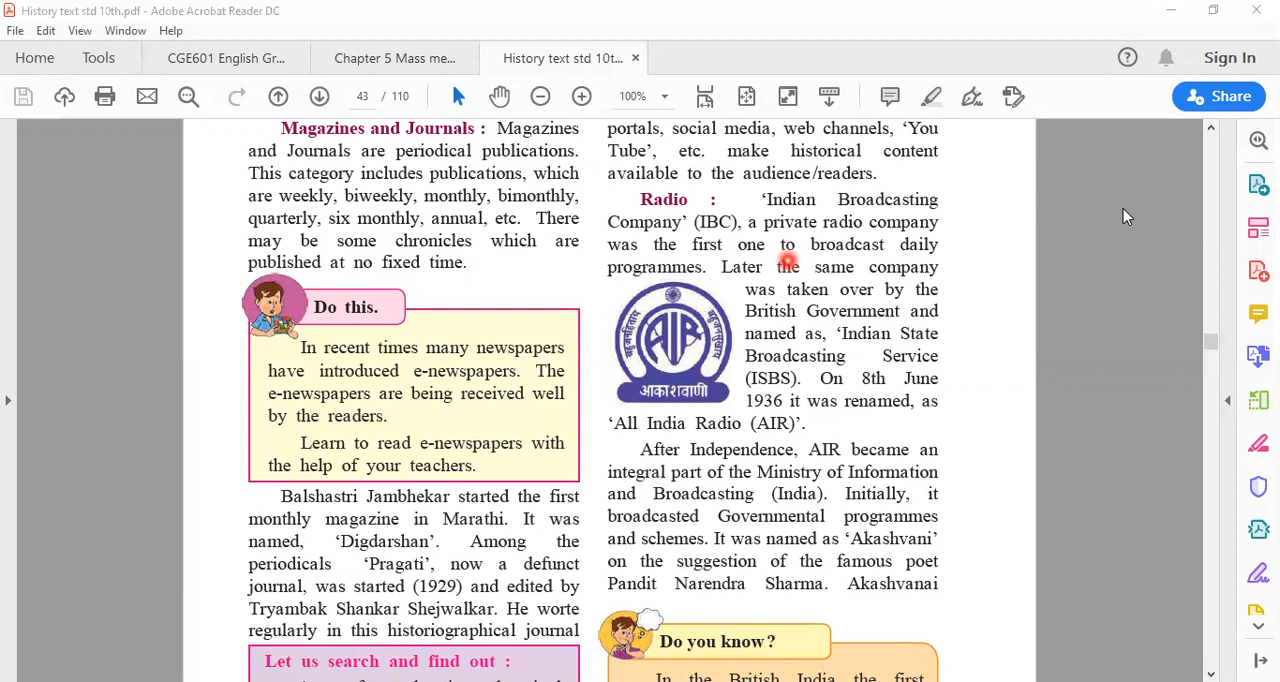 History text std 10th.pdf - Adobe Acrobat Reader DC
File Edit View Window Help
Home Tools CGE601 English Gr... Chapter 5 Mass me... History text std 10t... ×
43 / 110 100% Share
Sign In
Magazines and Journals : Magazines
and Journals are periodical publications.
This category includes publications, which
are weekly, biweekly, monthly, bimonthly,
quarterly, six monthly, annual, etc. There
may be some chronicles which are
published at no fixed time.
Do this.
In recent times many newspapers
have introduced e-newspapers. The
e-newspapers are being received well
by the readers.
Learn to read e-newspapers with
the help of your teachers.
Balshastri Jambhekar started the first
monthly magazine in Marathi. It was
named, ‘Digdarshan’. Among the
periodicals ‘Pragati’, now a defunct
journal, was started (1929) and edited by
Tryambak Shankar Shejwalkar. He worte
regularly in this historiographical journal
Let us search and find out :
portals, social media, web channels, ‘You
Tube’, etc. make historical content
available to the audience/readers.
Radio : ‘Indian Broadcasting
Company’ (IBC), a private radio company
was the first one to broadcast daily
programmes. Later the same company
was taken over by the
British Government and
named as, ‘Indian State
Broadcasting Service
(ISBS). On 8th June
1936 it was renamed, as
‘All India Radio (AIR)’.
बहुजनहिताय बहुजनसुखाय
AIR
आकाशवाणी
After Independence, AIR became an
integral part of the Ministry of Information
and Broadcasting (India). Initially, it
broadcasted Governmental programmes
and schemes. It was named as ‘Akashvani’
on the suggestion of the famous poet
Pandit Narendra Sharma. Akashvanai
Do you know?
In the British India the first